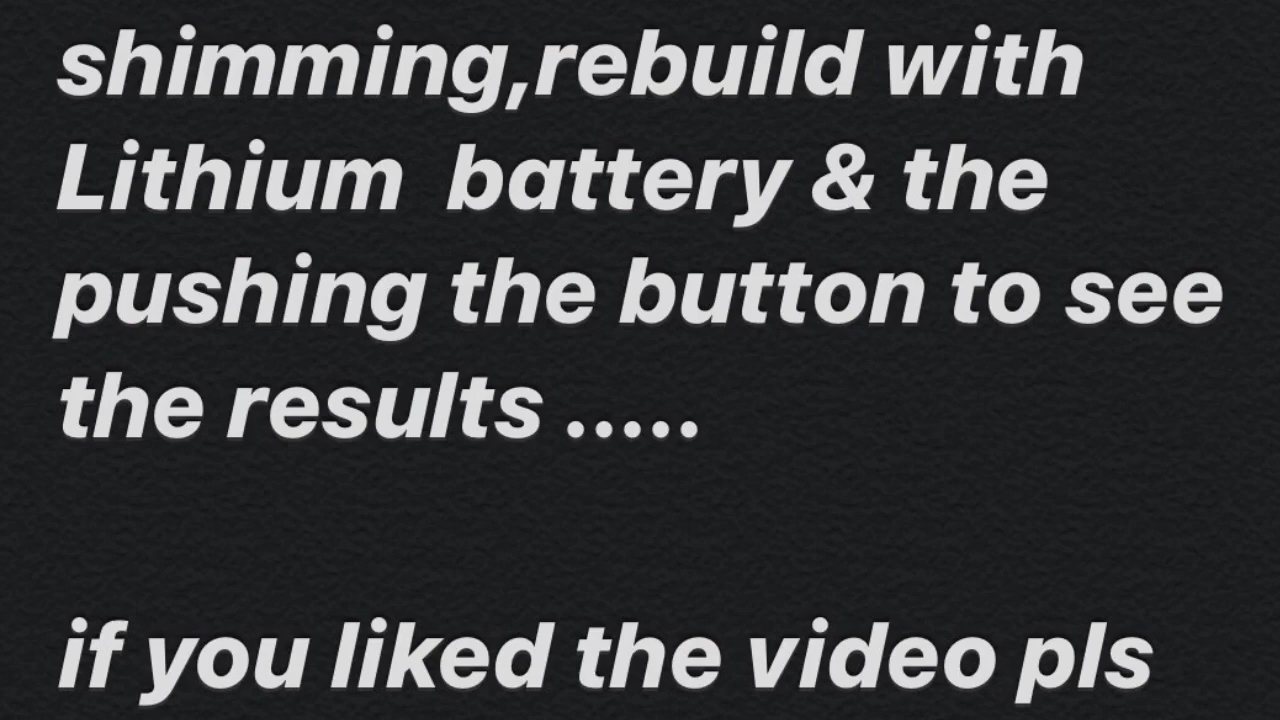 shimming,rebuild with
Lithium  battery & the
pushing the button to see
the results .....
if you liked the video pls